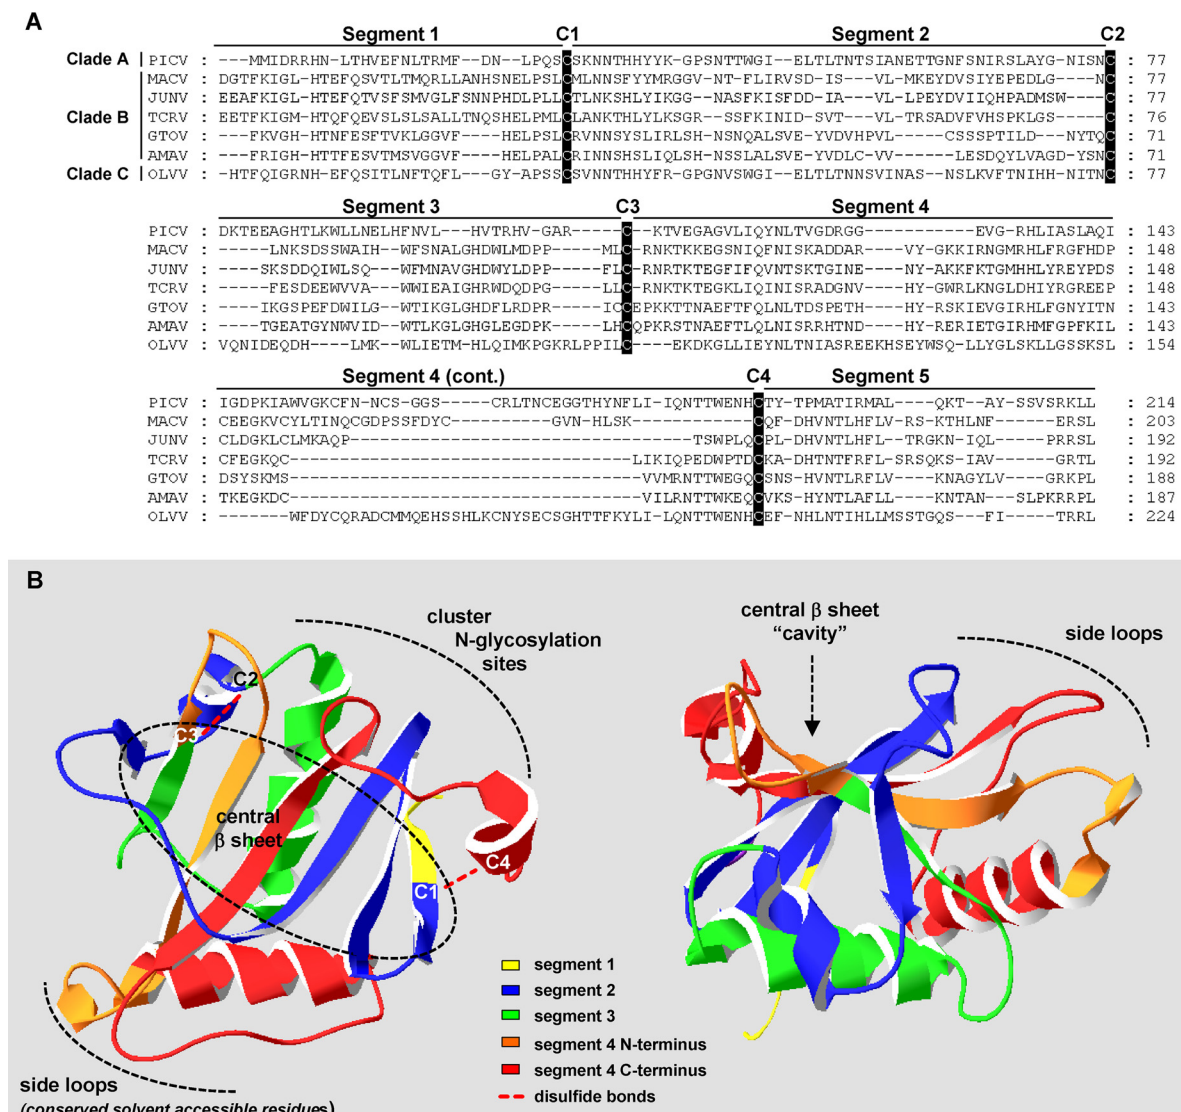 A
Segment 1 C1 Segment 2 C2
Clade A PICV : ---MMIDRRHN-LTHVEFNLTRMF--DN--LPQSCSKNNTHHYYK-GPSNTTWGI--ELTLTNTSIANETTGNFSNIRSLAYG-NISNC : 77
MACV : DGTFKIGL-HTEFQSVTLTMQRLLANHSNELPSLCMLNNSFYYMRGGVNT-FLIRVSD-IS---VL-MKEYDVSIYEPEDLG----NC : 77
JUNV : EEAFKIGL-HTEFQTVSFSMVGLFSNNPHDLPLLCTLNKSHLYIKGG--NASFKISFDD-IA---VL-LPEYDVIIQHPADMSW----C : 77
Clade B TCRV : EETFKIGM-HTQFQEVSLSLSALLTNQSHELPMLCLANKTHLYLKSGR--SSFKINID-SVT---VL-TRSADVFVHSPKLGS-----C : 76
GTOV : ---FKVGH-HTNFESFTVKLGGVF----HELPSLCRVNNSYSLIRLSH-NSNQALSVE-YVDVHPVL----CSSSPTILD---NYTQC : 71
AMAV : ---FRIGH-HTTFESVTMSVGGVF----HELPALCRINNSHSLIQLSH-NSSLALSVE-YVDLC-VV-----LESDQYLVAGD-YSNC : 71
Clade C OLVV : -HTFQIGRNH-EFQSITLNFTQFL---GY-APSSCSVNNTHHYFR-GPGNVSWGI--ELTLTNNSVINAS--NSLKVFTNIHH-NITNC : 77
Segment 3 C3 Segment 4
PICV : DKTEEAGHTLKWLLNELHFNVL---HVTRHV-GAR-----C--KTVEGAGVLIQYNLTVGDRGG----------EVG-RHLIASLAQI : 143
MACV : -----LNKSDSSWAIH--WFSNALGHDWLMDPP----MLC-RNKTKKEGSNIQFNISKADDAR-----VY-GKKIRNGMRHLFRGFHDP : 148
JUNV : ----SKSDDQIWLSQ---WFMNAVGHDWYLDPP----FLC-RNRTKTEGFIFQVNTSKTGINE-----NY-AKKFKTGMHHLYREYPDS : 148
TCRV : -----FESDEEWVVA--WWIEAIGHRWDQDPG-----LLC-RNKTKTEGKLIQINISRADGNV-----HY-GWRLKNGLDHIYRGREEP : 148
GTOV : ----IKGSPEFDWILG--WTIKGLGHDFLRDPR----ICCEPKKTTNAEFTFQLNLTDSPETH-----HY-RSKIEVGIRHLFGNYITN : 143
AMAV : -----TGEATGYNWVID--WTLKGLGHGLEGDPK---LHCQPKRSTNAEFTLQLNISRRHTND-----HY-RERIETGIRHMFGPFKIL : 143
OLVV : VQNIDEQDH-----LMK--WLIETM-HLQIMKPGKRLPPILC----EKDKGLLIEYNLTNIASREEKHSEYWSQ-LLYGLSKLLGSSKSL : 154
Segment 4 (cont.) C4 Segment 5
PICV : IGDPKIAWVGKCFN-NCS-GGS----CRLTNCEGGTHYNFLI-IQNTTWENHCTY-TPMATIRMAL---QKT--AY-SSVSRKLL : 214
MACV : CEEGKVCYLTINQCGDPSSFDYC---------GVN-HLSK------------CQF-DHVNTLHFLV-RS-KTHLNF-----ERSL : 203
JUNV : CLDGKLCLMKAQP-----------------------------TSWPLQCPL-DHVNTLHFL-TRGKN-IQL-----PRRSL : 192
TCRV : CFEGKQC-----------------------------LIKIQPEDWPTDCKA-DHTNTFRFL-SRSQKS-IAV-----GRTL : 192
GTOV : DSYSKMS------------------------------VVMRNTTWEGQCSNS-HVNTLRFLV----KNAGYLV---GRKPL : 188
AMAV : TKEGKDC------------------------------VILRNTTWKEQCVKS-HYNTLAFLL----KNTAN---SLPKRRPL : 187
OLVV : ------WFDYCQRADCMMQEHSSHLKCNYSECSGHTTFKYLI-LQNTTWENHCEF-NHLNTIHLLMSSTGQS---FI----TRRL : 224
B
cluster
N-glycosylation
sites
central β sheet
"cavity"
side loops
C2
C3
central
β sheet
C4
C1
segment 1
segment 2
segment 3
segment 4 N-terminus
segment 4 C-terminus
disulfide bonds
side loops
(conserved solvent accessible residues)